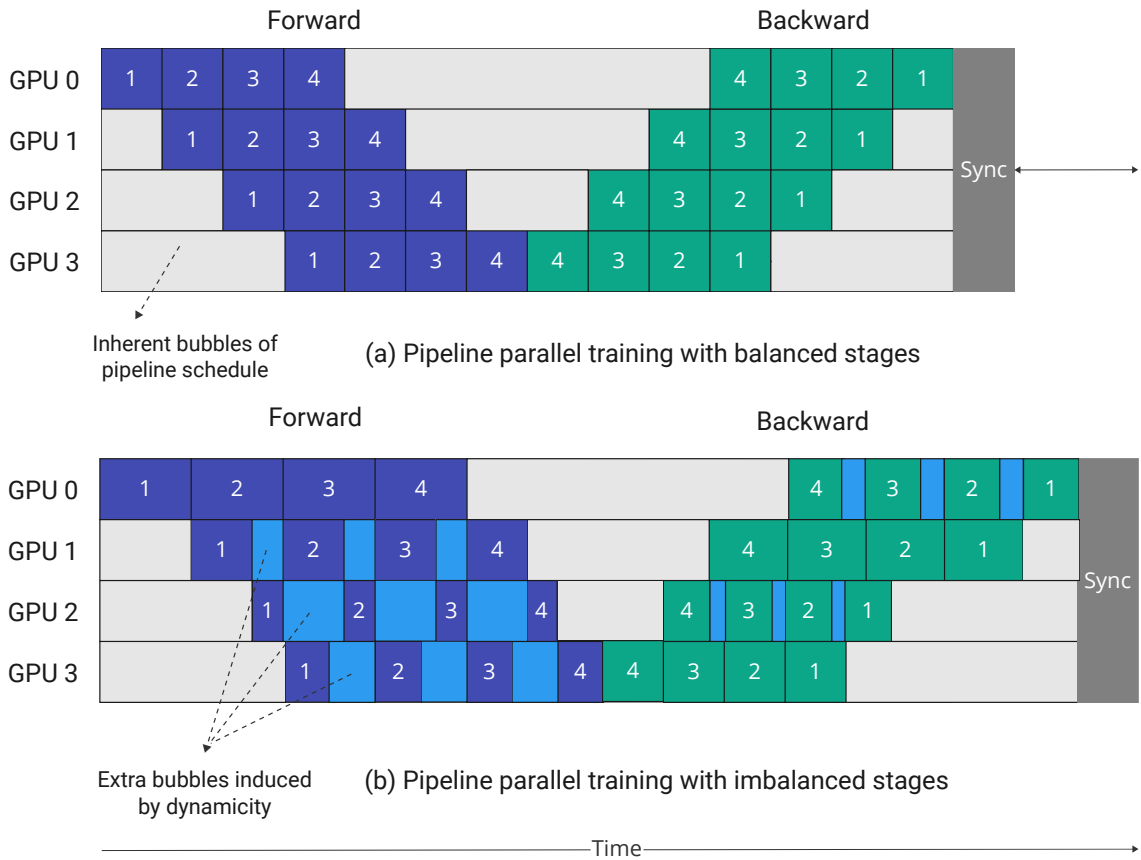 Forward Backward
GPU 0 1 2 3 4 4 3 2 1
GPU 1 1 2 3 4 4 3 2 1
Sync
GPU 2 1 2 3 4 4 3 2 1
GPU 3 1 2 3 4 4 3 2 1
Inherent bubbles of
pipeline schedule
(a) Pipeline parallel training with balanced stages
Forward Backward
GPU 0 1 2 3 4 4 3 2 1
GPU 1 1 2 3 4 4 3 2 1
Sync
GPU 2 1 2 3 4 4 3 2 1
GPU 3 1 2 3 4 4 3 2 1
Extra bubbles induced
by dynamicity
(b) Pipeline parallel training with imbalanced stages
Time